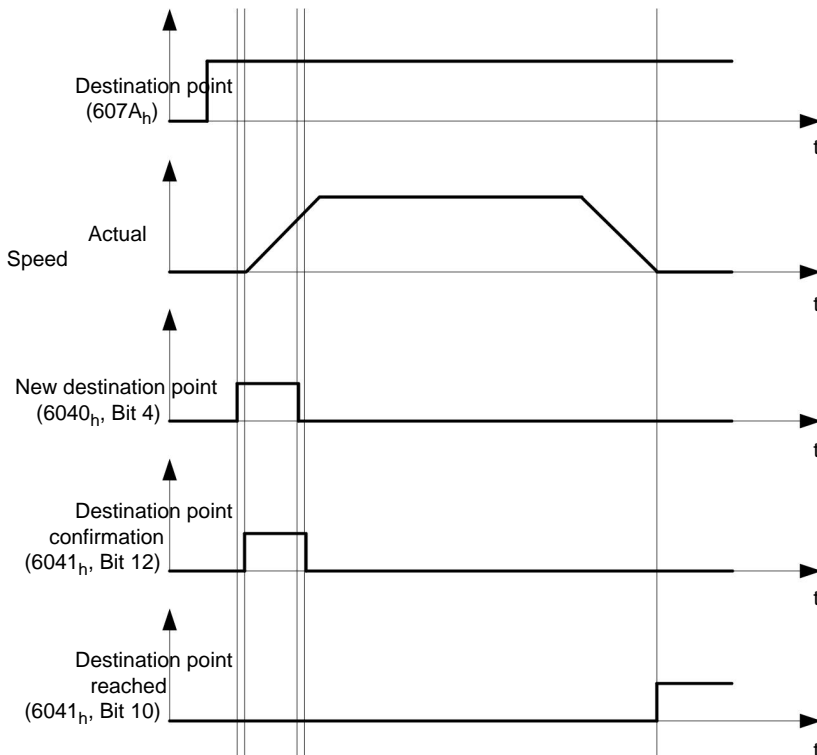 Destination point
(607Ah)
t
Actual
Speed
t
New destination point
(6040h, Bit 4)
t
Destination point
confirmation
(6041h, Bit 12)
t
Destination point
reached
(6041h, Bit 10)
t